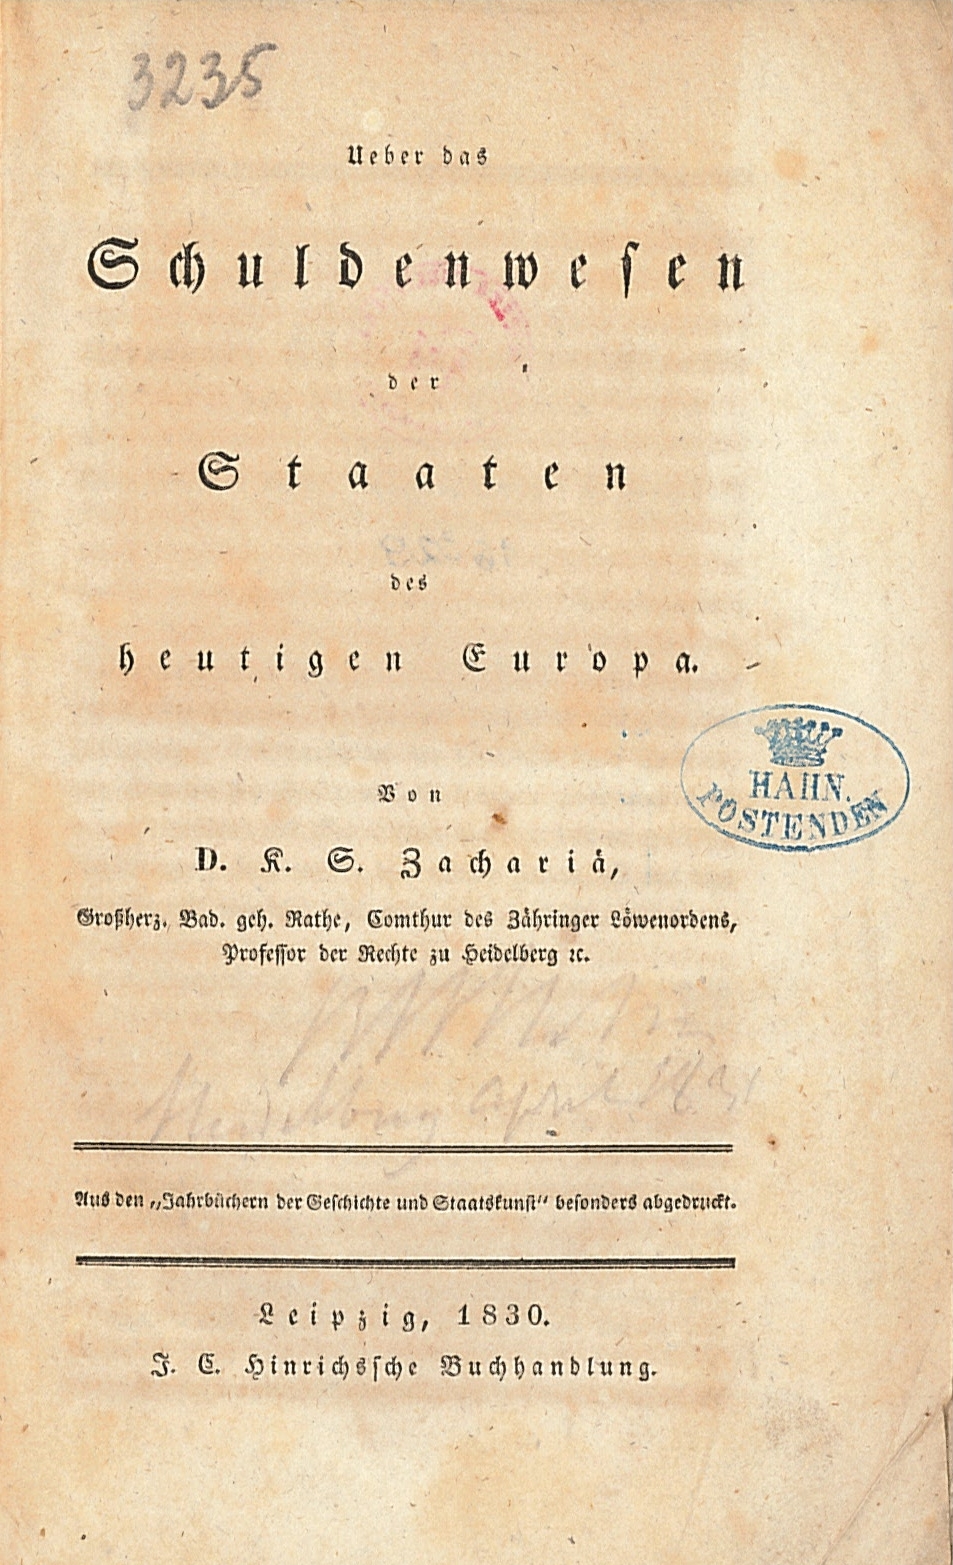 3235
Ueber das
Schuldenwesen
der
Staaten
des
heutigen Europa.
HAHN.
POSTENDEN
Von
D. K. S. Zachariä,
Großherz. Bad. geh. Rathe, Comthur des Zähringer Löwenordens,
Professor der Rechte zu Heidelberg ꝛc.
Heidelberg April
Aus den „Jahrbüchern der Geschichte und Staatskunst“ besonders abgedruckt.
Leipzig, 1830.
J. C. Hinrichssche Buchhandlung.